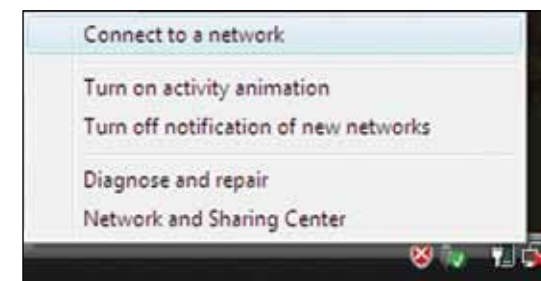 Connect to a network
Turn on activity animation
Turn off notification of new networks
Diagnose and repair
Network and Sharing Center